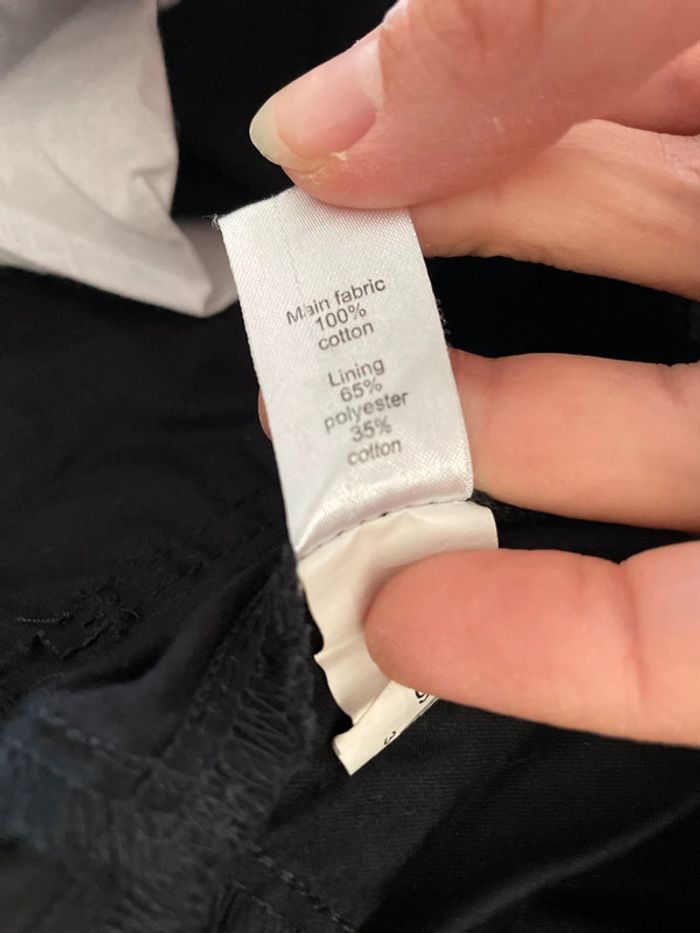 Main fabric
100%
cotton
Lining
65%
polyester
35%
cotton